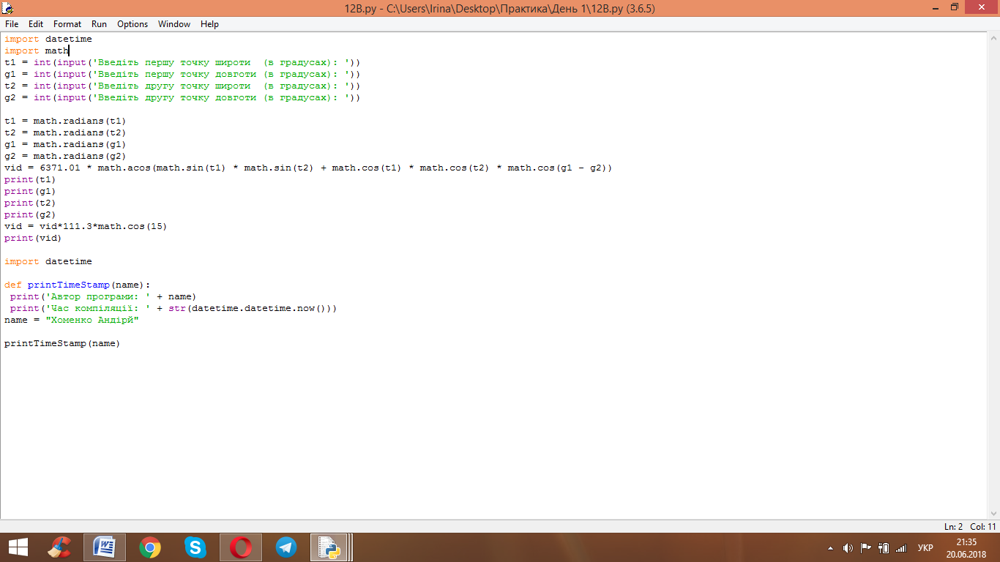 12B.py - C:\Users\Irina\Desktop\Практика\День 1\12B.py (3.6.5)
File Edit Format Run Options Window Help
import datetime
import math
t1 = int(input('Введіть першу точку широти  (в градусах): '))
g1 = int(input('Введіть першу точку довготи (в градусах): '))
t2 = int(input('Введіть другу точку широти  (в градусах): '))
g2 = int(input('Введіть другу точку довготи (в градусах): '))
t1 = math.radians(t1)
t2 = math.radians(t2)
g1 = math.radians(g1)
g2 = math.radians(g2)
vid = 6371.01 * math.acos(math.sin(t1) * math.sin(t2) + math.cos(t1) * math.cos(t2) * math.cos(g1 - g2))
print(t1)
print(g1)
print(t2)
print(g2)
vid = vid*111.3*math.cos(15)
print(vid)
import datetime
def printTimeStamp(name):
 print('Автор програми: ' + name)
 print('Час компіляції: ' + str(datetime.datetime.now()))
name = "Хоменко Андірй"
printTimeStamp(name)
Ln: 2 Col: 11
УКР
21:35
20.06.2018